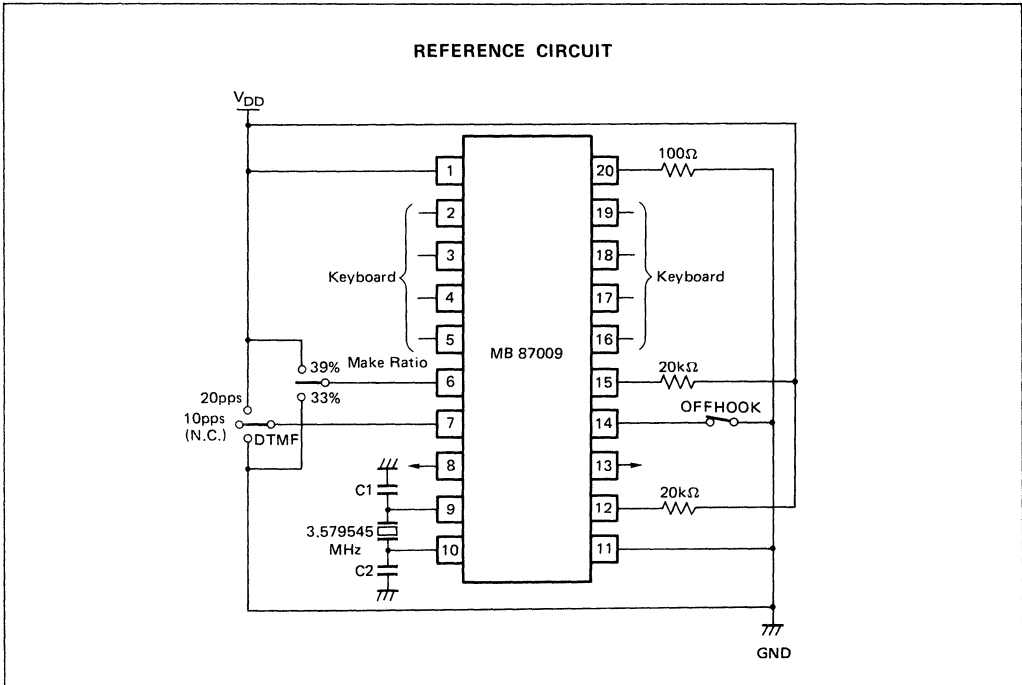 REFERENCE CIRCUIT
VDD
100Ω
1
20
2
19
3
18
Keyboard
Keyboard
4
17
5
16
MB 87009
39%
Make Ratio
6
15
20kΩ
33%
20pps
OFFHOOK
10pps
(N.C.)
7
14
DTMF
8
13
C1
20kΩ
9
12
3.579545
MHz
10
11
C2
GND